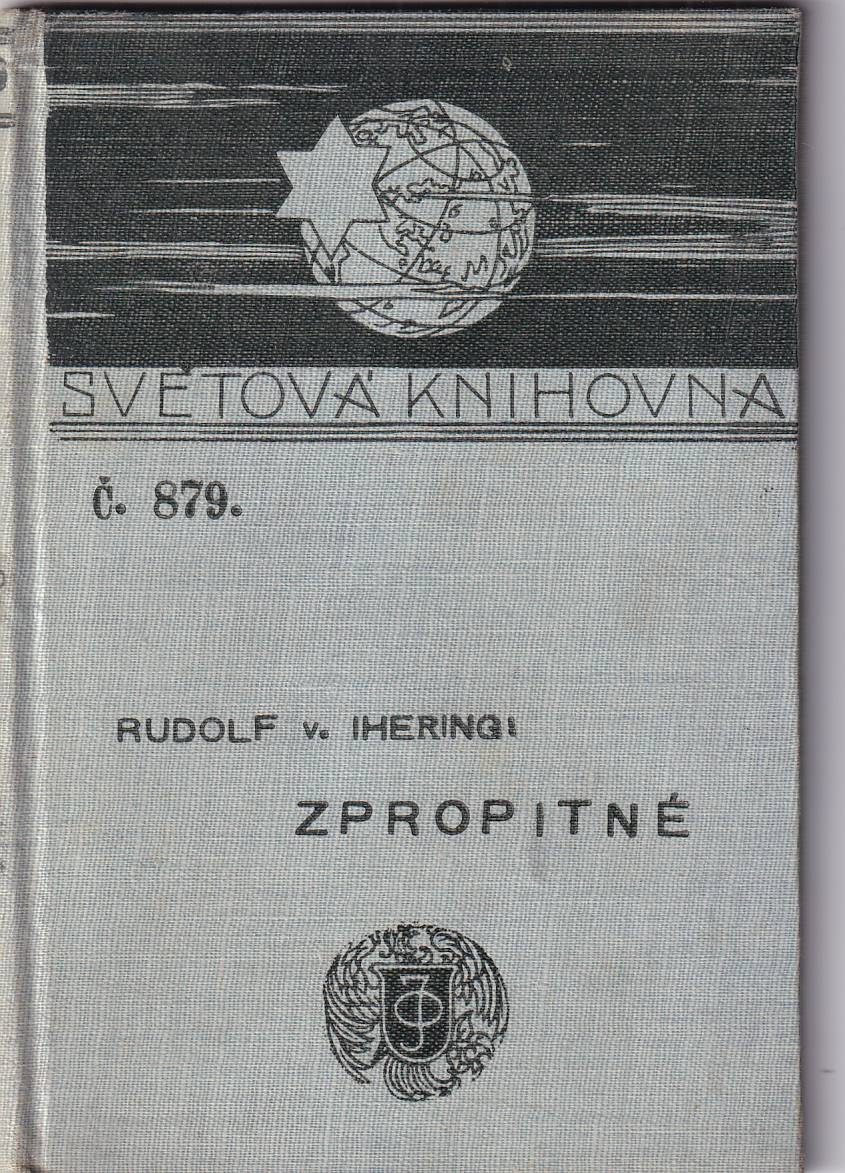 SVĚTOVÁ KNIHOVNA
Č. 879.
RUDOLF v. IHERING:
ZPROPITNÉ